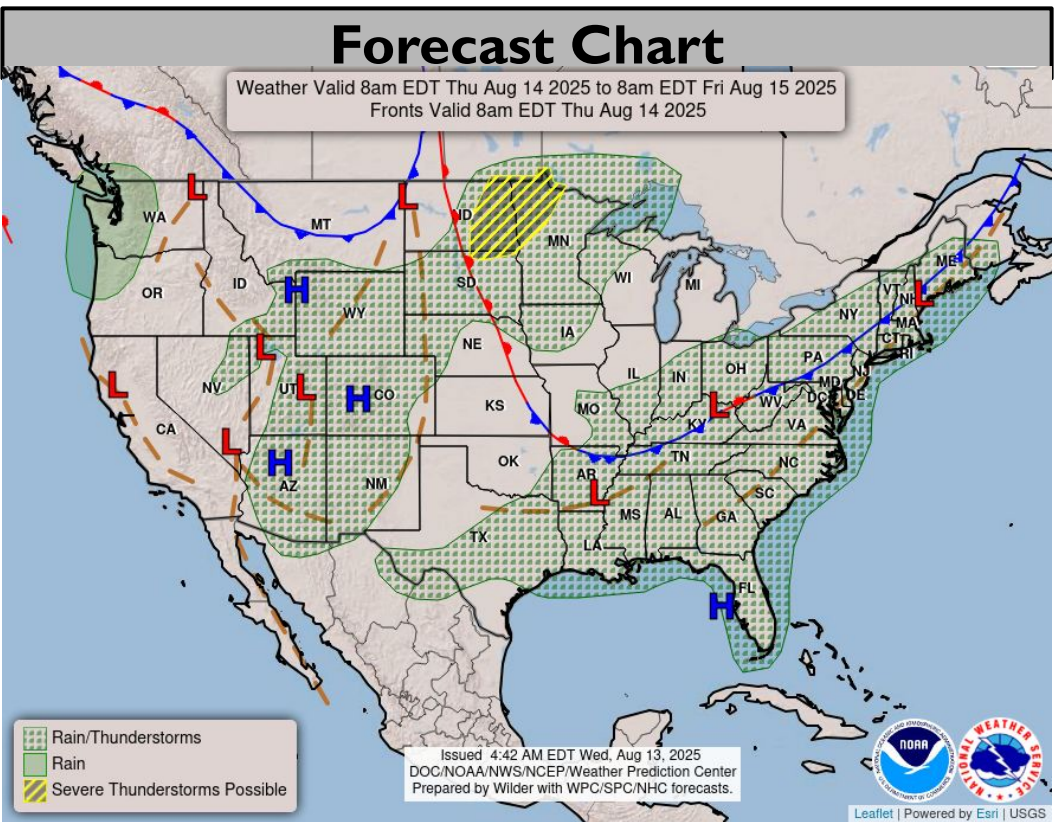 Forecast Chart
Weather Valid 8am EDT Thu Aug 14 2025 to 8am EDT Fri Aug 15 2025
Fronts Valid 8am EDT Thu Aug 14 2025
L
L
WA
MT
ND
MN
ME
OR
ID
H
SD
WI
MI
VT
NH
L
WY
NY
MA
L
NE
IA
CT
RI
L
NV
UT
L
H
CO
IL
IN
OH
PA
NJ
MD
DE
DC
CA
KS
MO
L
WV
KY
VA
L
H
AZ
NM
OK
AR
TN
NC
L
SC
MS
AL
GA
TX
LA
FL
H
Rain/Thunderstorms
Rain
Severe Thunderstorms Possible
Issued 4:42 AM EDT Wed, Aug 13, 2025
DOC/NOAA/NWS/NCEP/Weather Prediction Center
Prepared by Wilder with WPC/SPC/NHC forecasts.
NOAA
NATIONAL WEATHER SERVICE
Leaflet | Powered by Esri | USGS